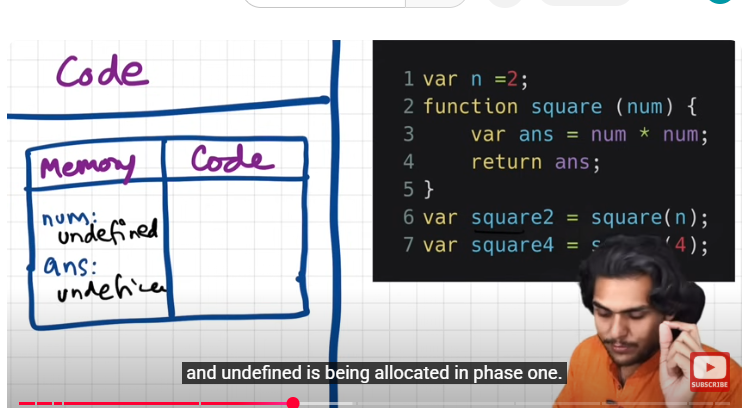 Code
Memory
Code
num:
undefined
ans:
1 var n =2;
2 function square (num) {
3 var ans = num * num;
4 return ans;
5 }
6 var square2 = square(n);
7 var square4 = (4);
and undefined is being allocated in phase one.
SUBSCRIBE